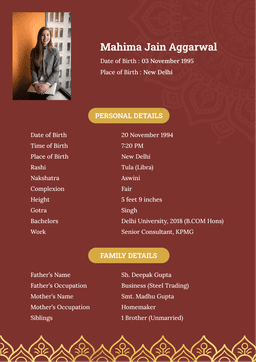 Mahima Jain Aggarwal
Date of Birth : 03 November 1995
Place of Birth : New Delhi
PERSONAL DETAILS
Date of Birth 20 November 1994
Time of Birth 7:20 PM
Place of Birth New Delhi
Rashi Tula (Libra)
Nakshatra Aswini
Complexion Fair
Height 5 feet 9 inches
Gotra Singh
Bachelors Delhi University, 2018 (B.COM Hons)
Work Senior Consultant, KPMG
FAMILY DETAILS
Father's Name Sh. Deepak Gupta
Father's Occupation Business (Steel Trading)
Mother's Name Smt. Madhu Gupta
Mother's Occupation Homemaker
Siblings 1 Brother (Unmarried)